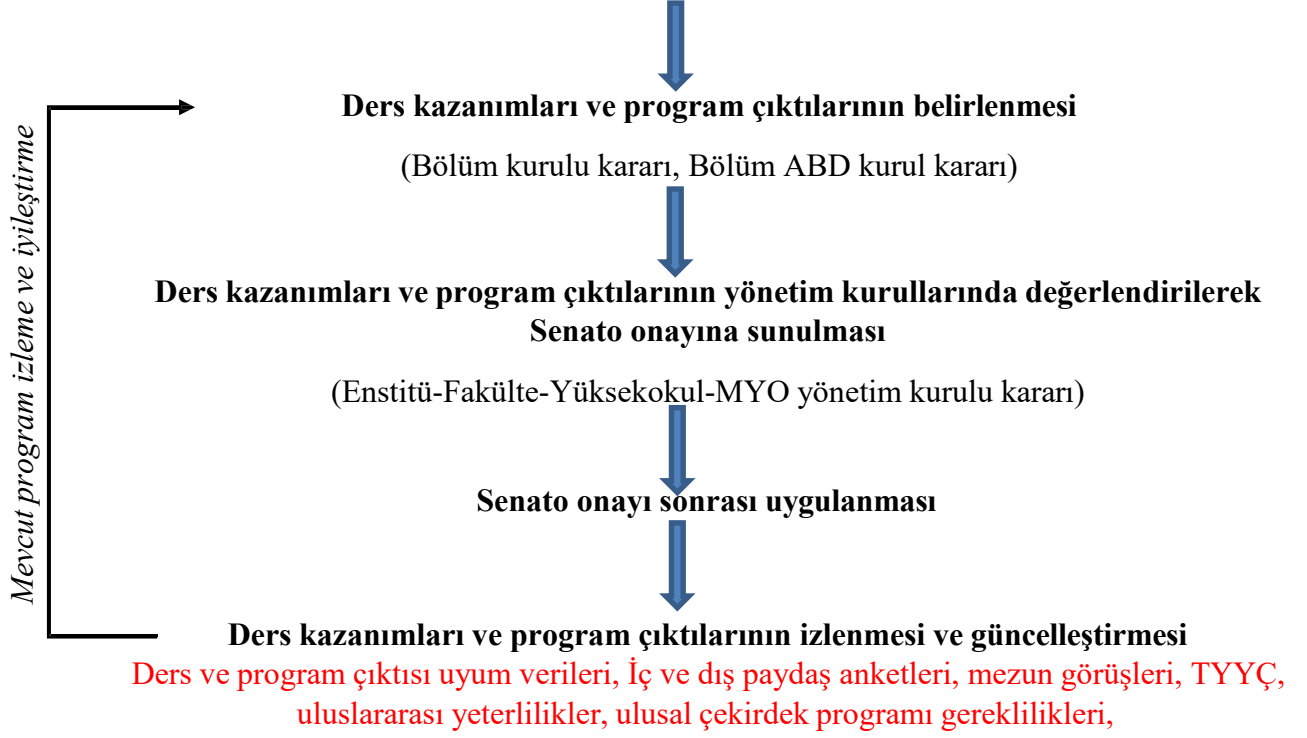 Ders kazanımları ve program çıktılarının belirlenmesi
(Bölüm kurulu kararı, Bölüm ABD kurul kararı)
Ders kazanımları ve program çıktılarının yönetim kurullarında değerlendirilerek
Senato onayına sunulması
(Enstitü-Fakülte-Yüksekokul-MYO yönetim kurulu kararı)
Senato onayı sonrası uygulanması
Ders kazanımları ve program çıktılarının izlenmesi ve güncelleştirmesi
Ders ve program çıktısı uyum verileri, İç ve dış paydaş anketleri, mezun görüşleri, TYYÇ,
uluslararası yeterlilikler, ulusal çekirdek programı gereklilikleri,
Mevcut program izleme ve iyileştirme